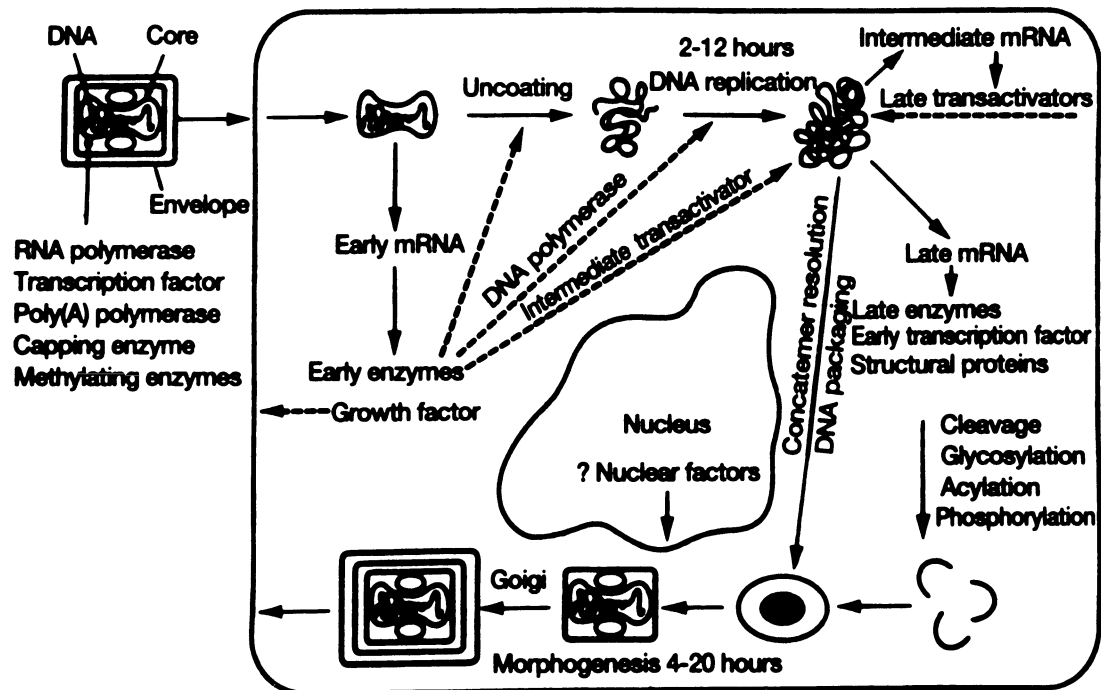 DNA
Core
Envelope
RNA polymerase
Transcription factor
Poly(A) polymerase
Capping enzyme
Methylating enzymes
Uncoating
2-12 hours
DNA replication
Intermediate mRNA
Late transactivators
Early mRNA
Early enzymes
Growth factor
DNA polymerase
Intermediate transactivator
Late mRNA
Late enzymes
Early transcription factor
Structural proteins
Concatemer resolution
DNA packaging
Nucleus
? Nuclear factors
Cleavage
Glycosylation
Acylation
Phosphorylation
Goigi
Morphogenesis 4-20 hours